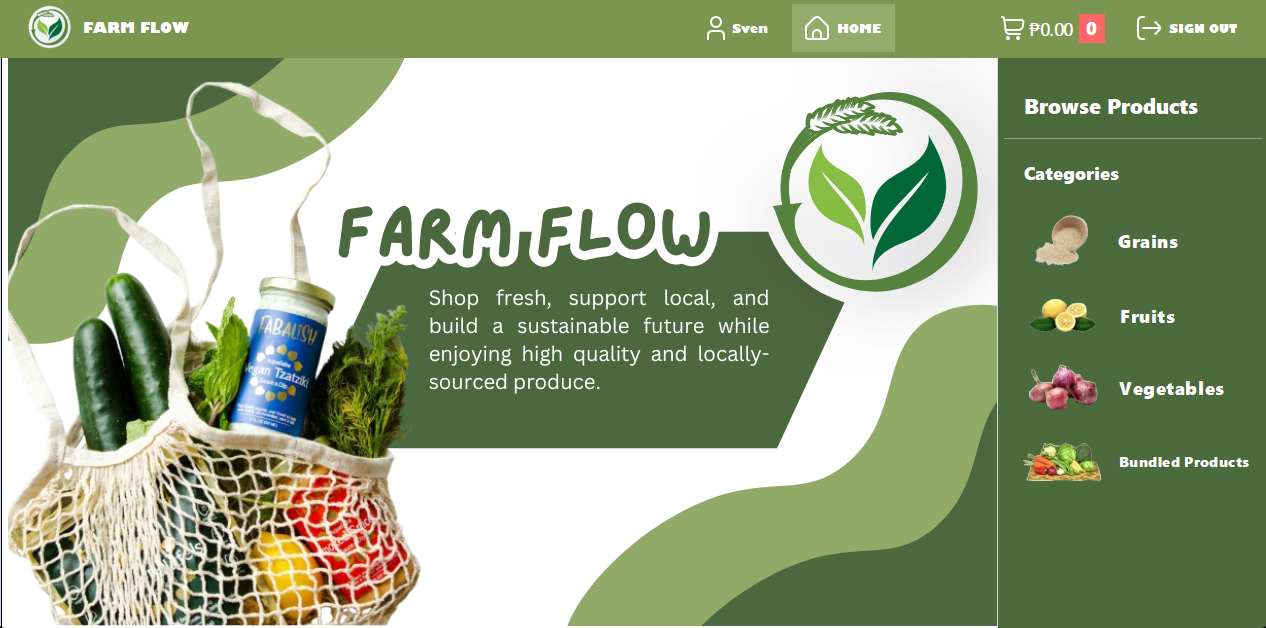 FARM FLOW
Sven
HOME
₱0.00 0
SIGN OUT
FARM FLOW
Shop fresh, support local, and
build a sustainable future while
enjoying high quality and locally-
sourced produce.
FABALISH
Vegan Tzatziki
Browse Products
Categories
Grains
Fruits
Vegetables
Bundled Products